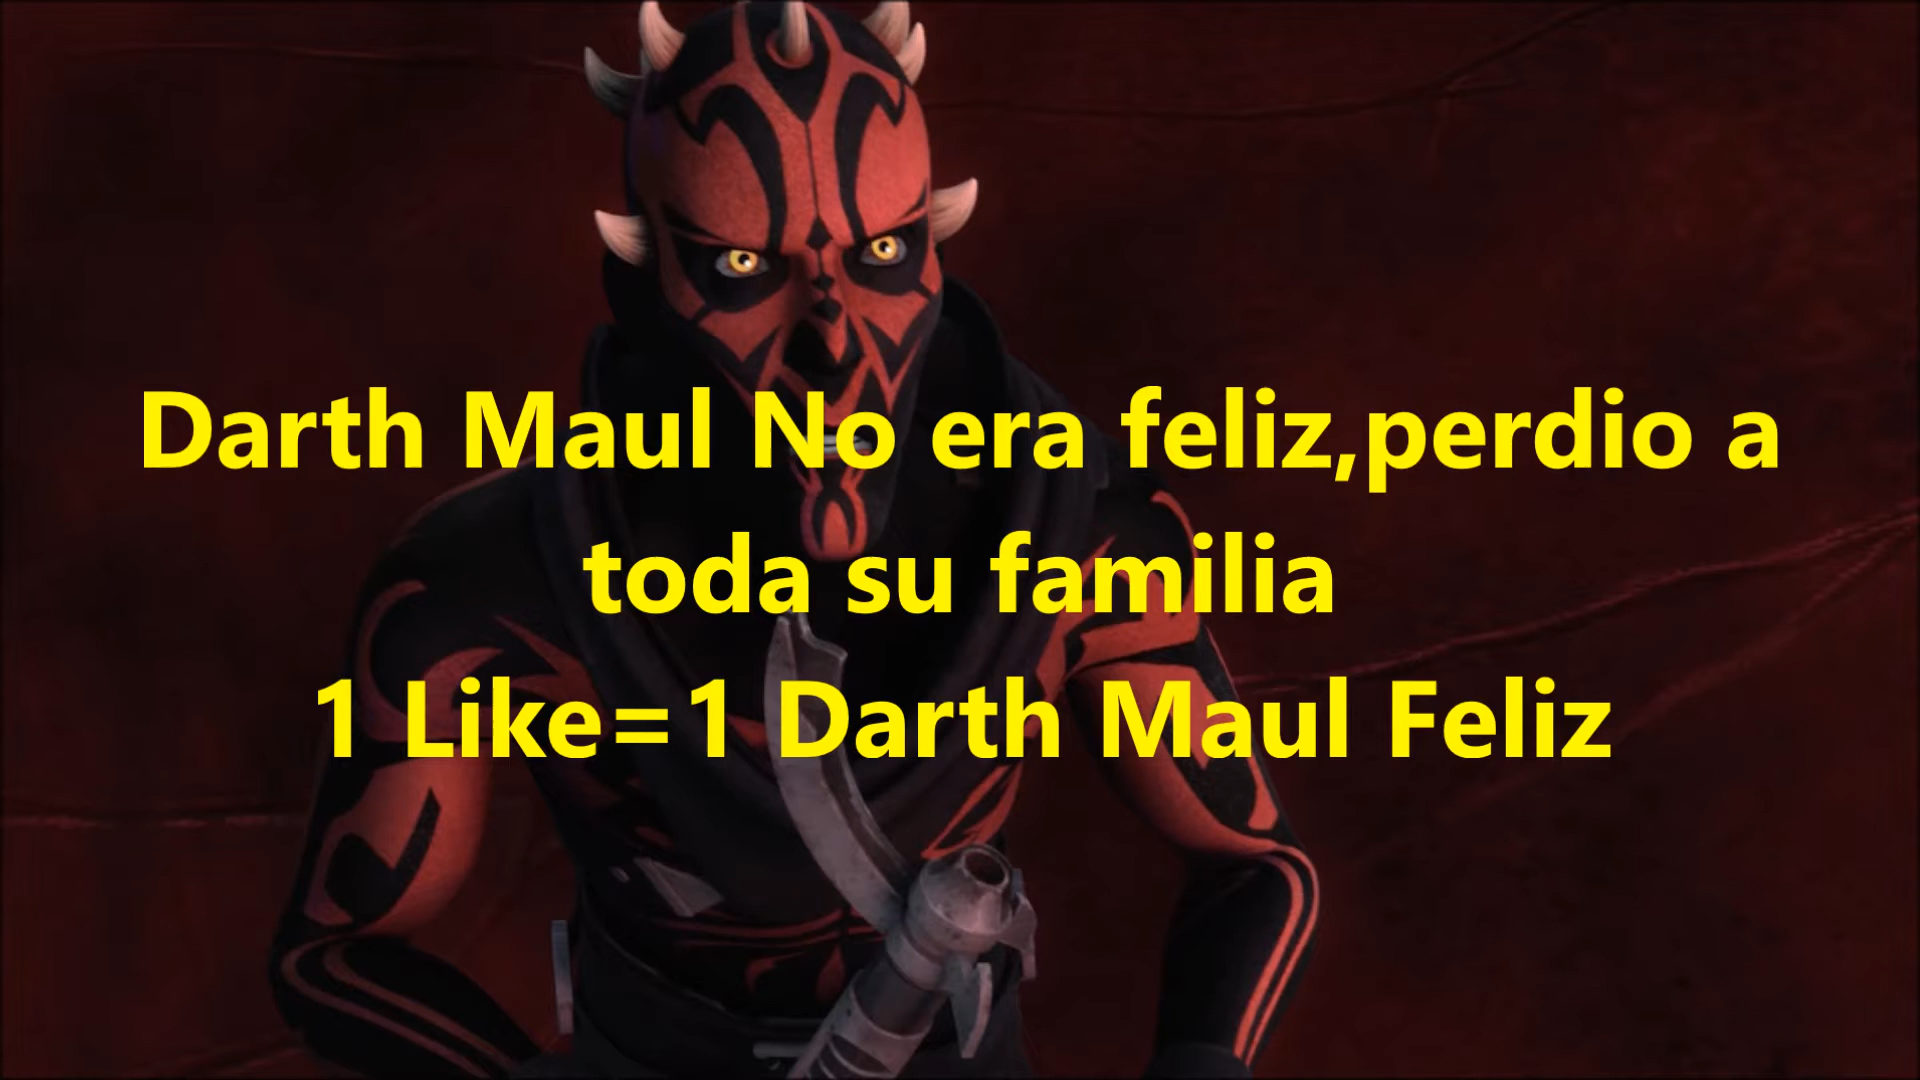 Darth Maul No era feliz,perdio a
toda su familia
1 Like=1 Darth Maul Feliz